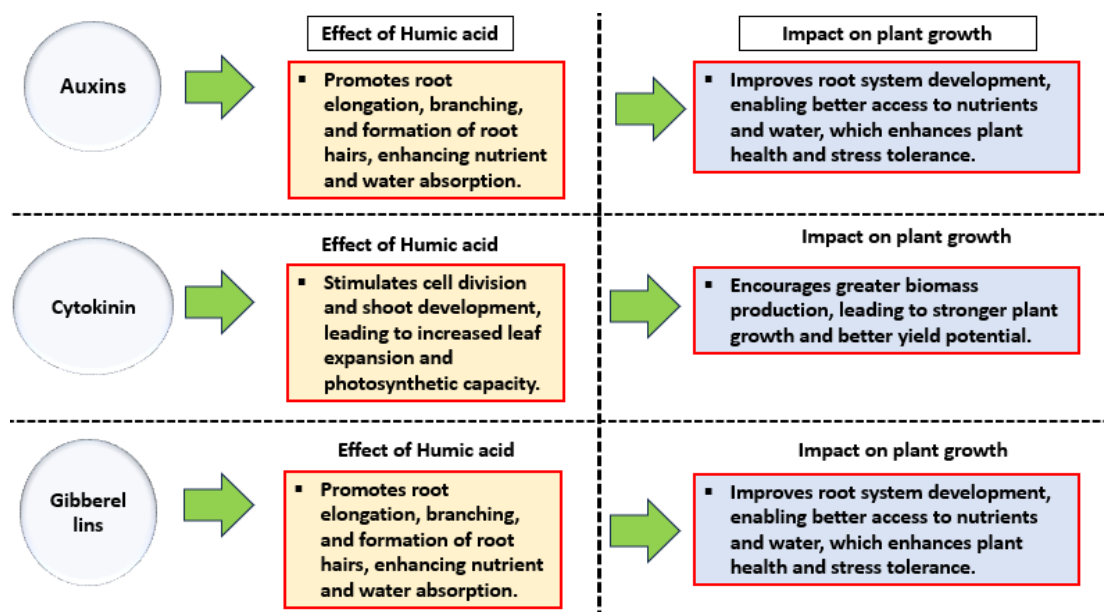 Effect of Humic acid
Impact on plant growth
Auxins
▪ Promotes root
elongation, branching,
and formation of root
hairs, enhancing nutrient
and water absorption.
▪ Improves root system development,
enabling better access to nutrients
and water, which enhances plant
health and stress tolerance.
Effect of Humic acid
Impact on plant growth
Cytokinin
▪ Stimulates cell division
and shoot development,
leading to increased leaf
expansion and
photosynthetic capacity.
▪ Encourages greater biomass
production, leading to stronger plant
growth and better yield potential.
Effect of Humic acid
Impact on plant growth
Gibberel
lins
▪ Promotes root
elongation, branching,
and formation of root
hairs, enhancing nutrient
and water absorption.
▪ Improves root system development,
enabling better access to nutrients
and water, which enhances plant
health and stress tolerance.